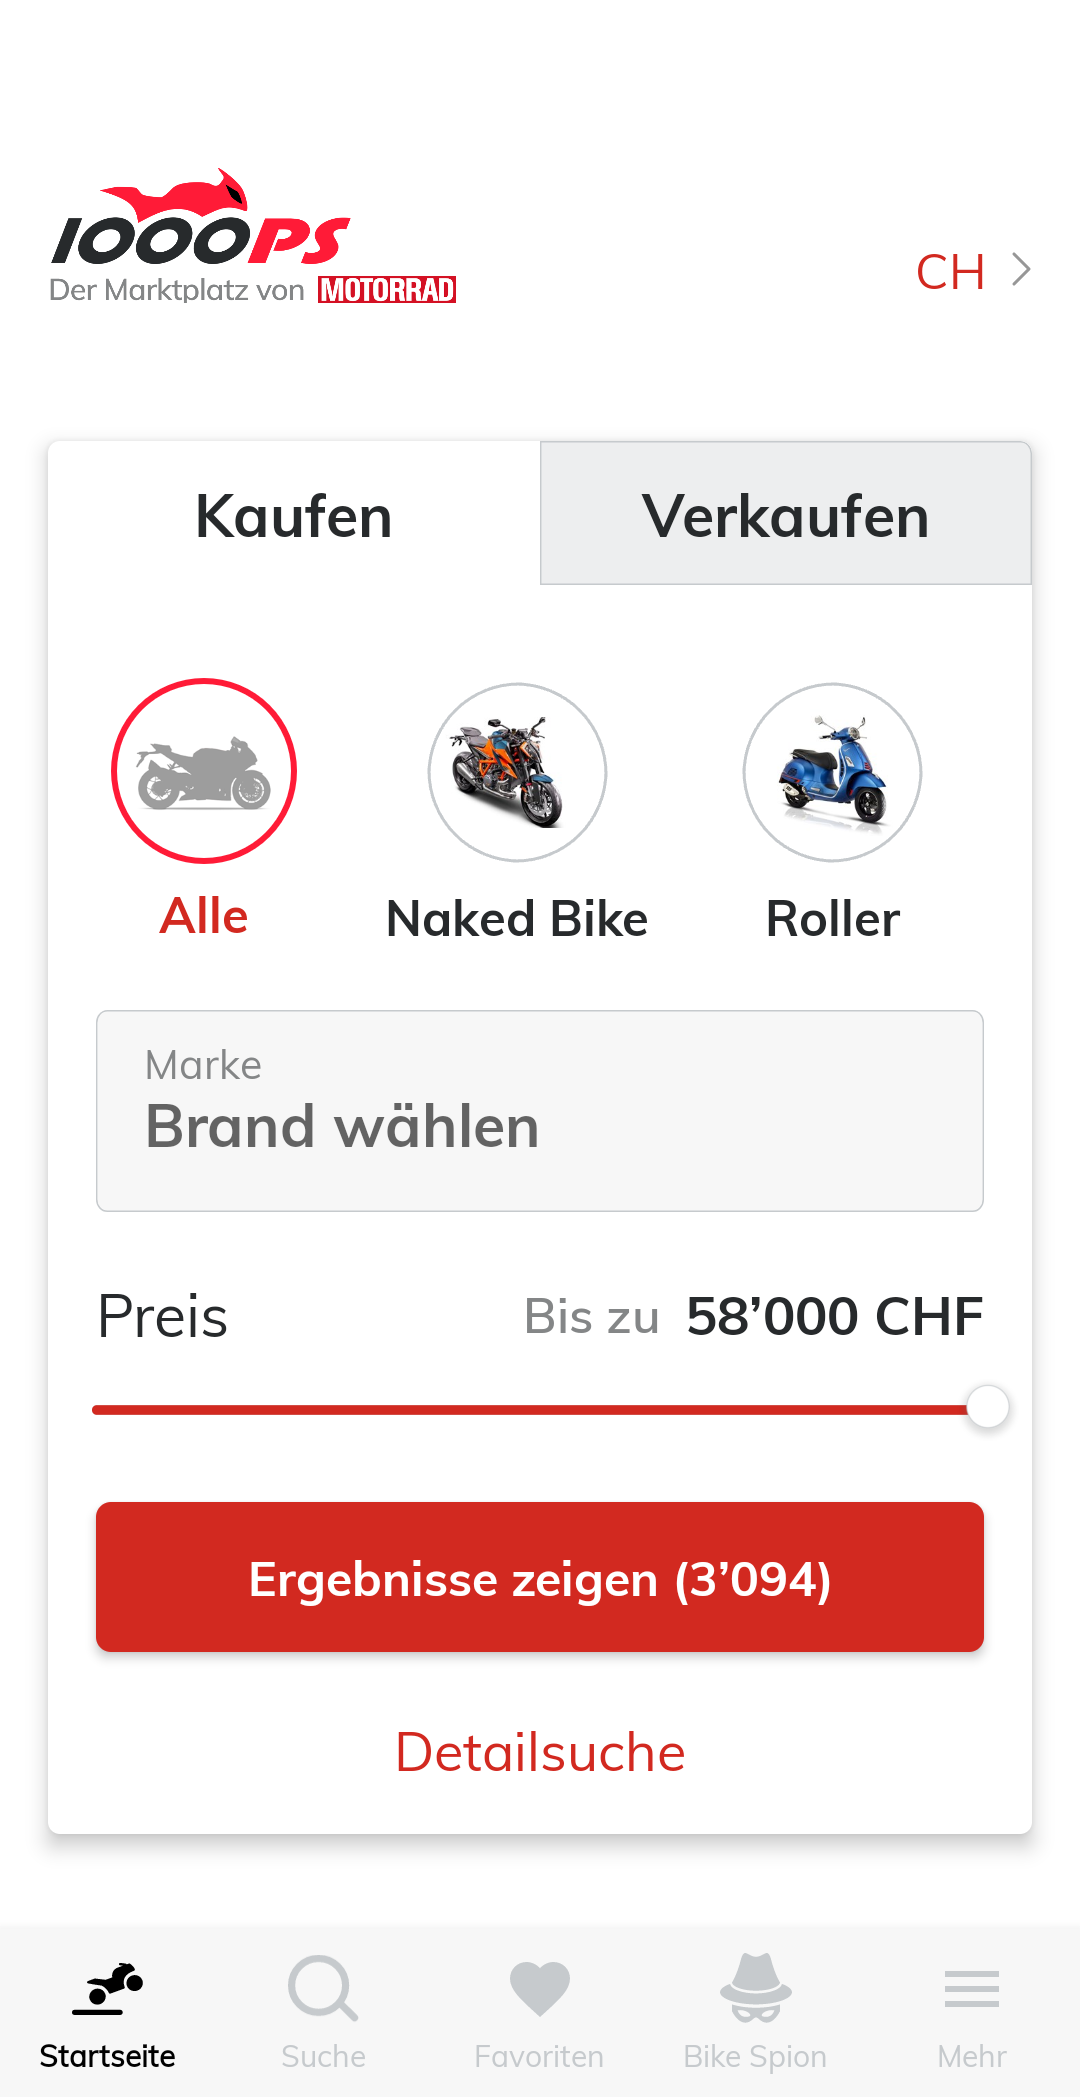 1000PS
Der Marktplatz von MOTORRAD
CH
Kaufen
Verkaufen
Alle
Naked Bike
Roller
Marke
Brand wählen
Preis
Bis zu 58’000 CHF
Ergebnisse zeigen (3’094)
Detailsuche
Startseite
Suche
Favoriten
Bike Spion
Mehr